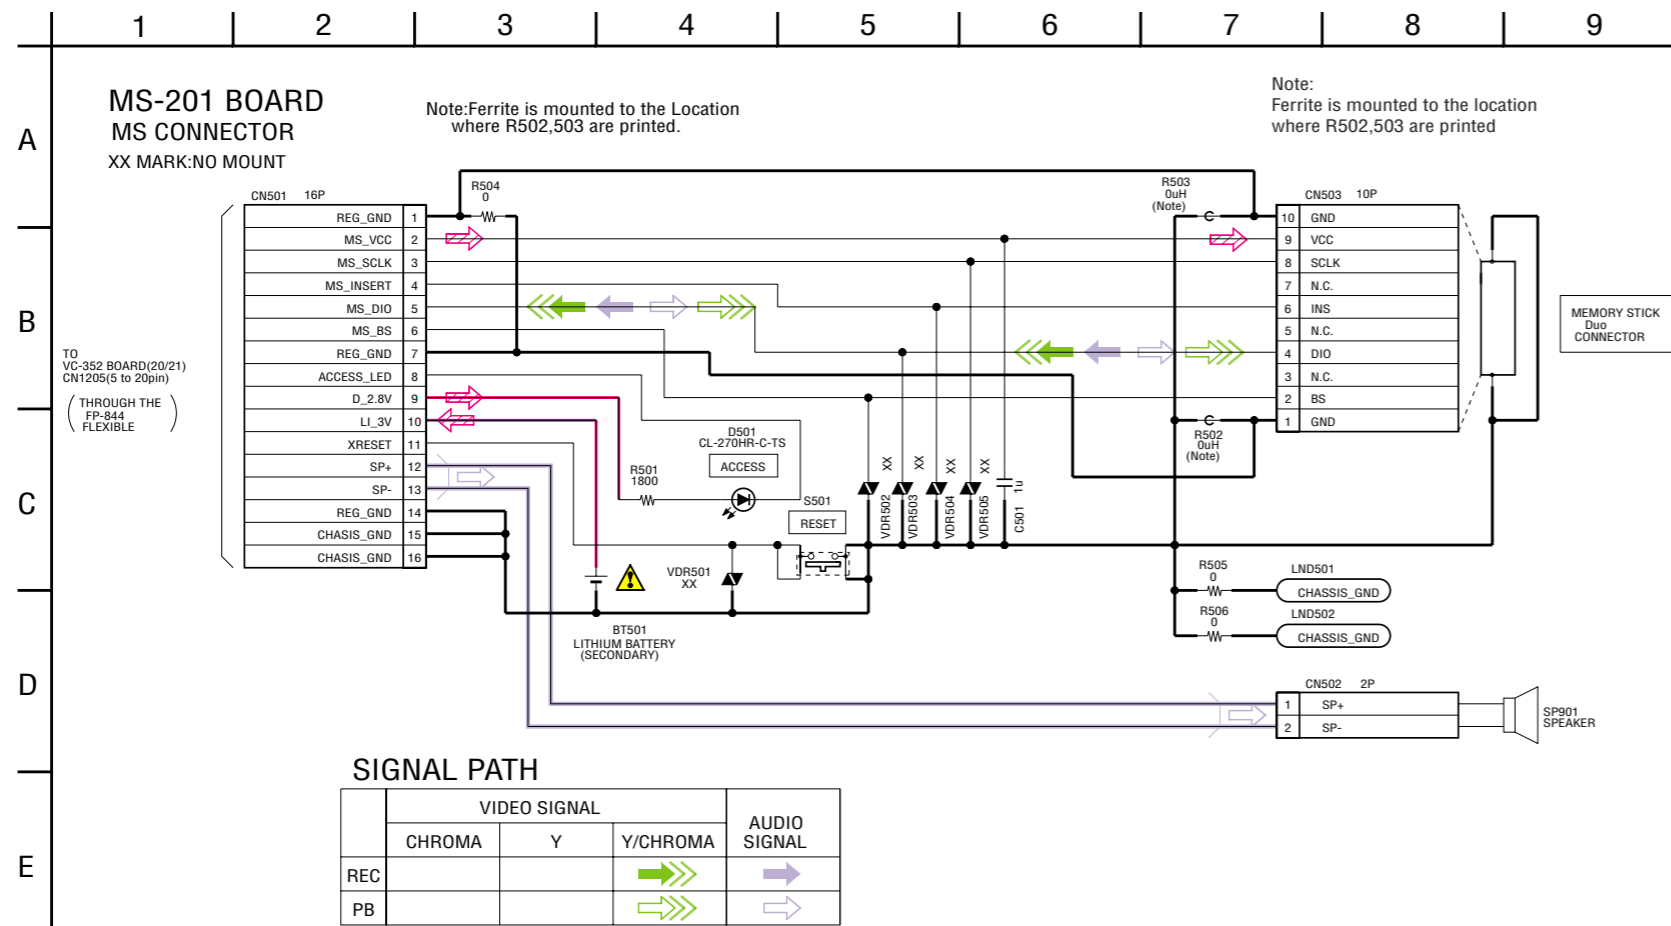 1 2 3 4 5 6 7 8 9
A
B
C
D
E
MS-201 BOARD
MS CONNECTOR
XX MARK:NO MOUNT
Note:Ferrite is mounted to the Location
where R502,503 are printed.
Note:
Ferrite is mounted to the location
where R502,503 are printed
CN501 16P
REG_GND 1
MS_VCC 2
MS_SCLK 3
MS_INSERT 4
MS_DIO 5
MS_BS 6
REG_GND 7
ACCESS_LED 8
D_2.8V 9
LI_3V 10
XRESET 11
SP+ 12
SP- 13
REG_GND 14
CHASIS_GND 15
CHASIS_GND 16
TO
VC-352 BOARD(20/21)
CN1205(5 to 20pin)
THROUGH THE
FP-844
FLEXIBLE
R504
0
R503
0uH
(Note)
CN503 10P
10 GND
9 VCC
8 SCLK
7 N.C.
6 INS
5 N.C.
4 DIO
3 N.C.
2 BS
1 GND
MEMORY STICK
Duo
CONNECTOR
R502
0uH
(Note)
D501
CL-270HR-C-TS
ACCESS
R501
1800
S501
RESET
XX
VDR502
XX
VDR503
XX
VDR504
XX
VDR505
1u
C501
VDR501
XX
BT501
LITHIUM BATTERY
(SECONDARY)
R505
0
LND501
CHASSIS_GND
R506
0
LND502
CHASSIS_GND
CN502 2P
1 SP+
2 SP-
SP901
SPEAKER
SIGNAL PATH
VIDEO SIGNAL
AUDIO
SIGNAL
CHROMA Y Y/CHROMA
REC
PB